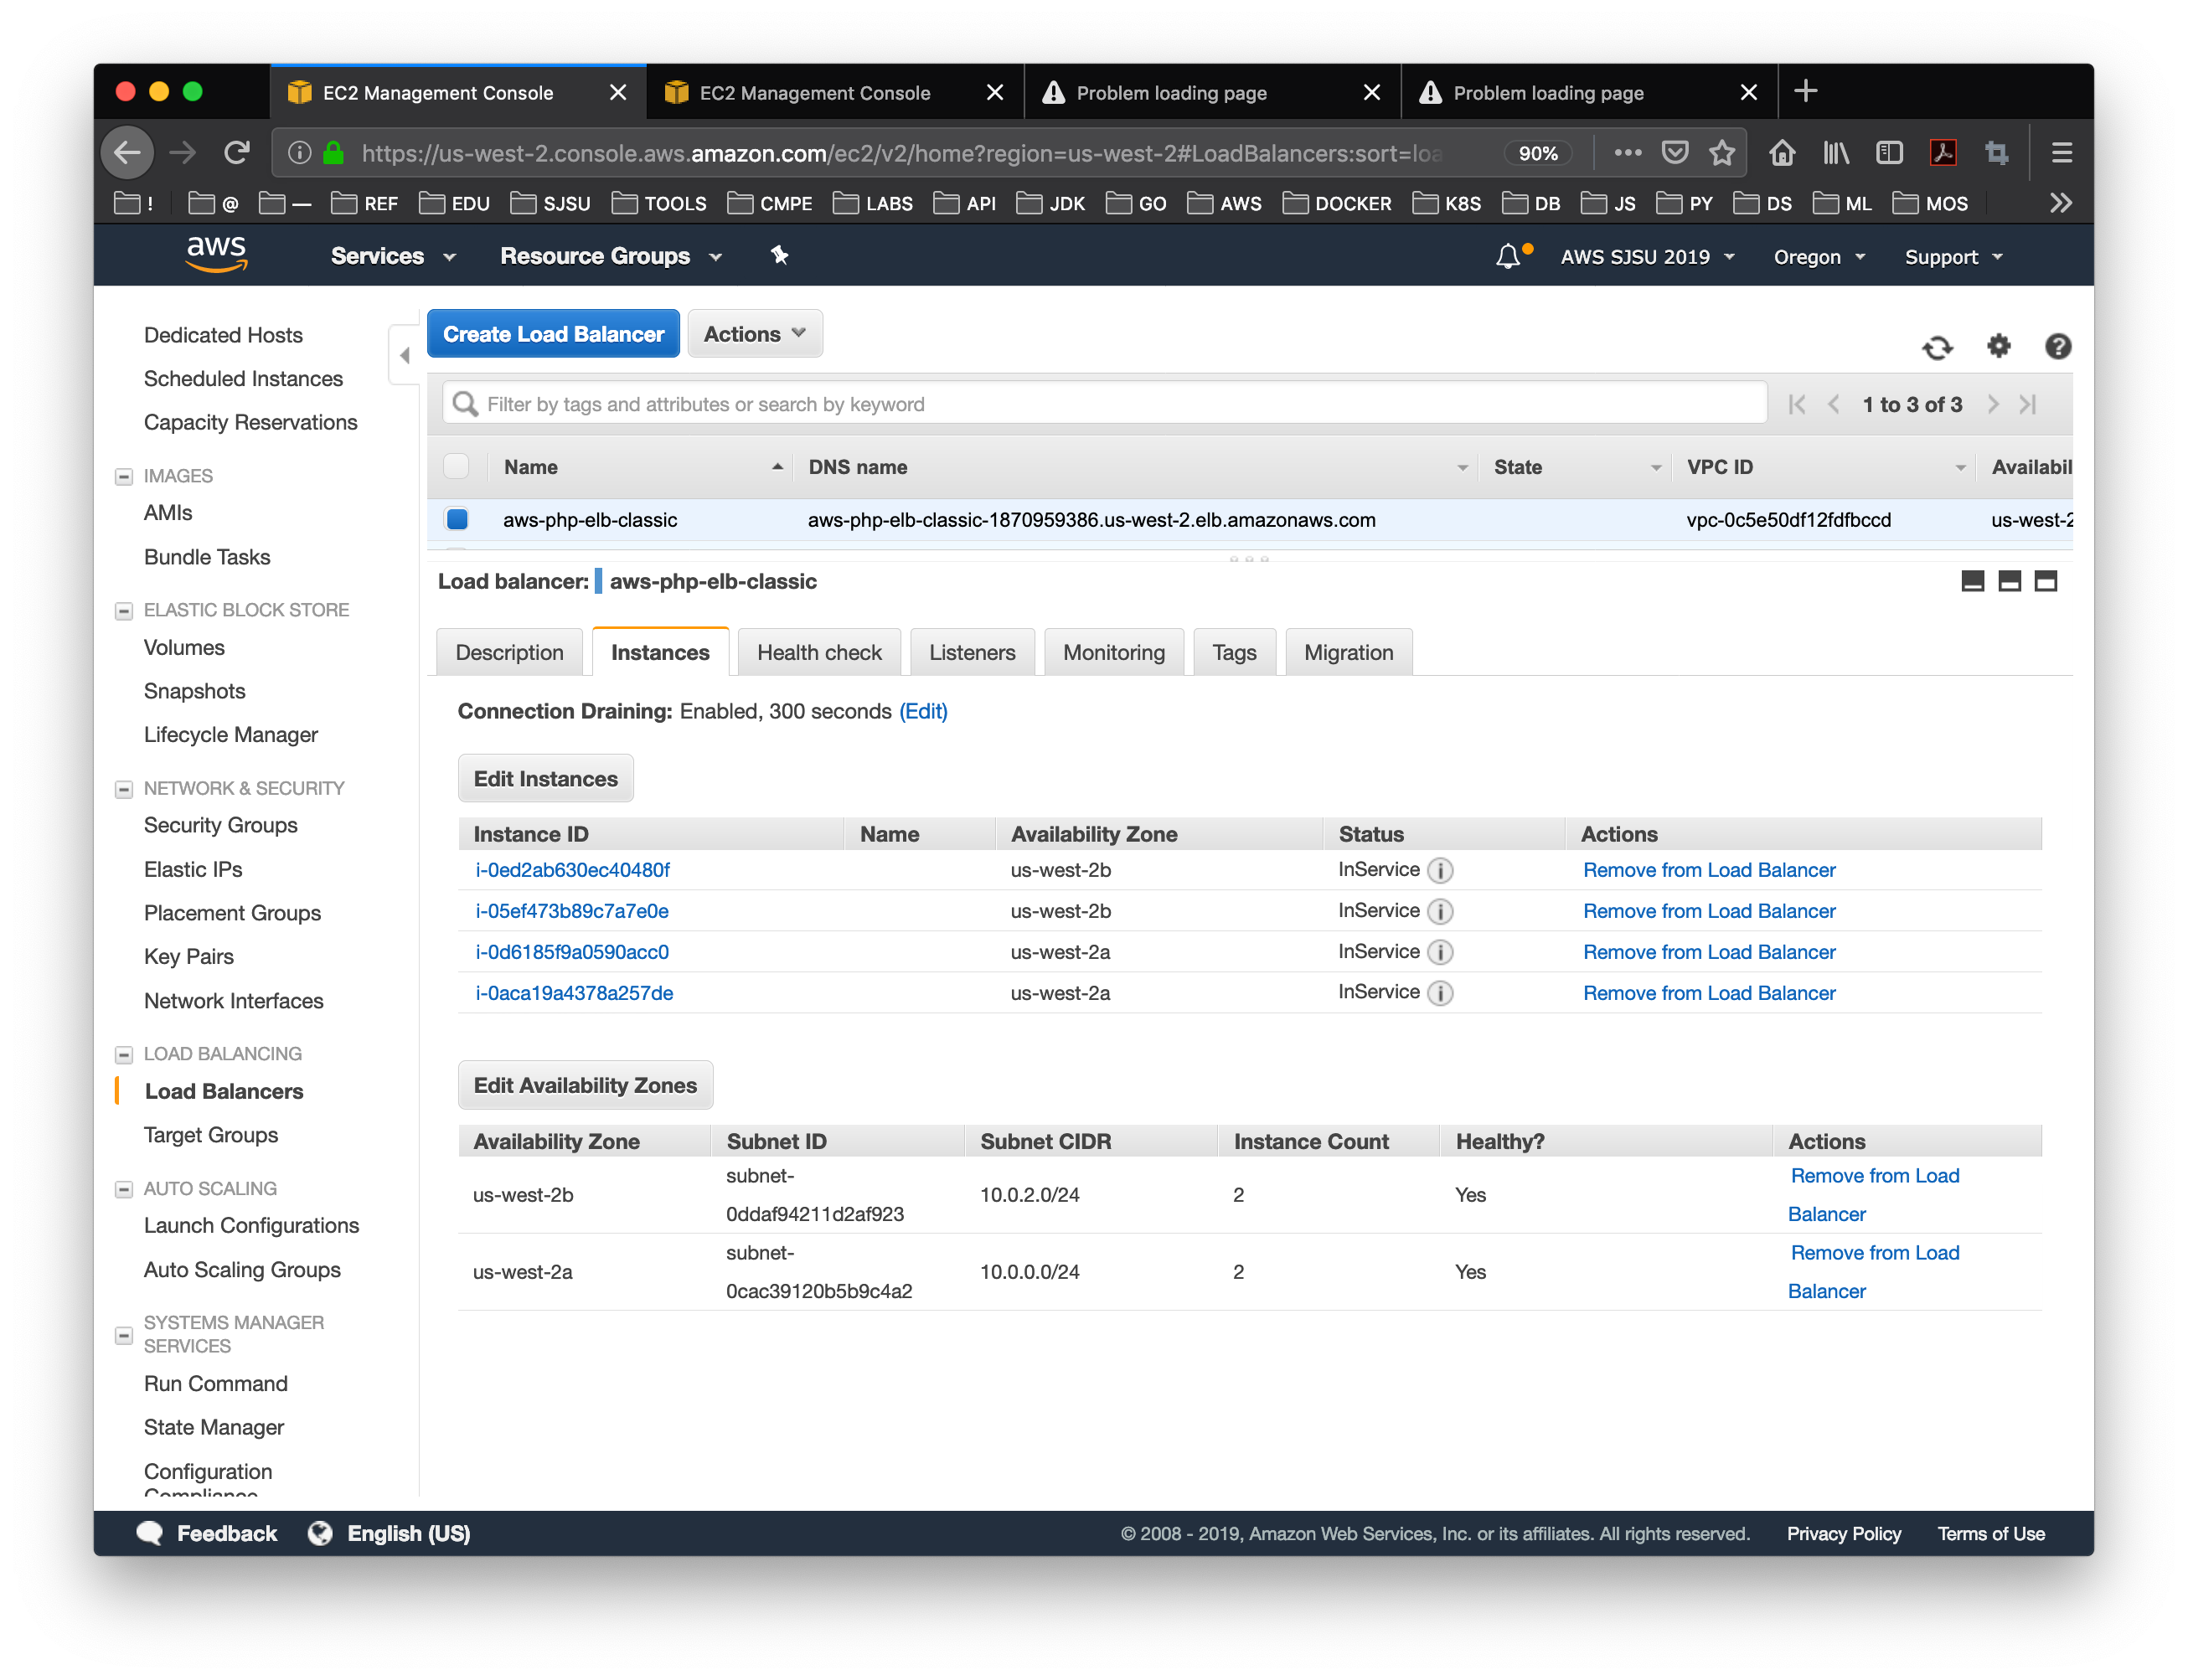 EC2 Management Console
EC2 Management Console
Problem loading page
Problem loading page
https://us-west-2.console.aws.amazon.com/ec2/v2/home?region=us-west-2#LoadBalancers:sort=loa
90%
! @ — REF EDU SJSU TOOLS CMPE LABS API JDK GO AWS DOCKER K8S DB JS PY DS ML MOS
aws Services Resource Groups AWS SJSU 2019 Oregon Support
Dedicated Hosts
Scheduled Instances
Capacity Reservations
IMAGES
AMIs
Bundle Tasks
ELASTIC BLOCK STORE
Volumes
Snapshots
Lifecycle Manager
NETWORK & SECURITY
Security Groups
Elastic IPs
Placement Groups
Key Pairs
Network Interfaces
LOAD BALANCING
Load Balancers
Target Groups
AUTO SCALING
Launch Configurations
Auto Scaling Groups
SYSTEMS MANAGER
SERVICES
Run Command
State Manager
Configuration
Compliance
Create Load Balancer Actions
Filter by tags and attributes or search by keyword
1 to 3 of 3
Name DNS name State VPC ID Availabil
aws-php-elb-classic aws-php-elb-classic-1870959386.us-west-2.elb.amazonaws.com vpc-0c5e50df12fdfbccd us-west-2
Load balancer: aws-php-elb-classic
Description Instances Health check Listeners Monitoring Tags Migration
Connection Draining: Enabled, 300 seconds (Edit)
Edit Instances
Instance ID Name Availability Zone Status Actions
i-0ed2ab630ec40480f us-west-2b InService Remove from Load Balancer
i-05ef473b89c7a7e0e us-west-2b InService Remove from Load Balancer
i-0d6185f9a0590acc0 us-west-2a InService Remove from Load Balancer
i-0aca19a4378a257de us-west-2a InService Remove from Load Balancer
Edit Availability Zones
Availability Zone Subnet ID Subnet CIDR Instance Count Healthy? Actions
us-west-2b subnet-0ddaf94211d2af923 10.0.2.0/24 2 Yes Remove from Load Balancer
us-west-2a subnet-0cac39120b5b9c4a2 10.0.0.0/24 2 Yes Remove from Load Balancer
Feedback English (US) © 2008 - 2019, Amazon Web Services, Inc. or its affiliates. All rights reserved. Privacy Policy Terms of Use